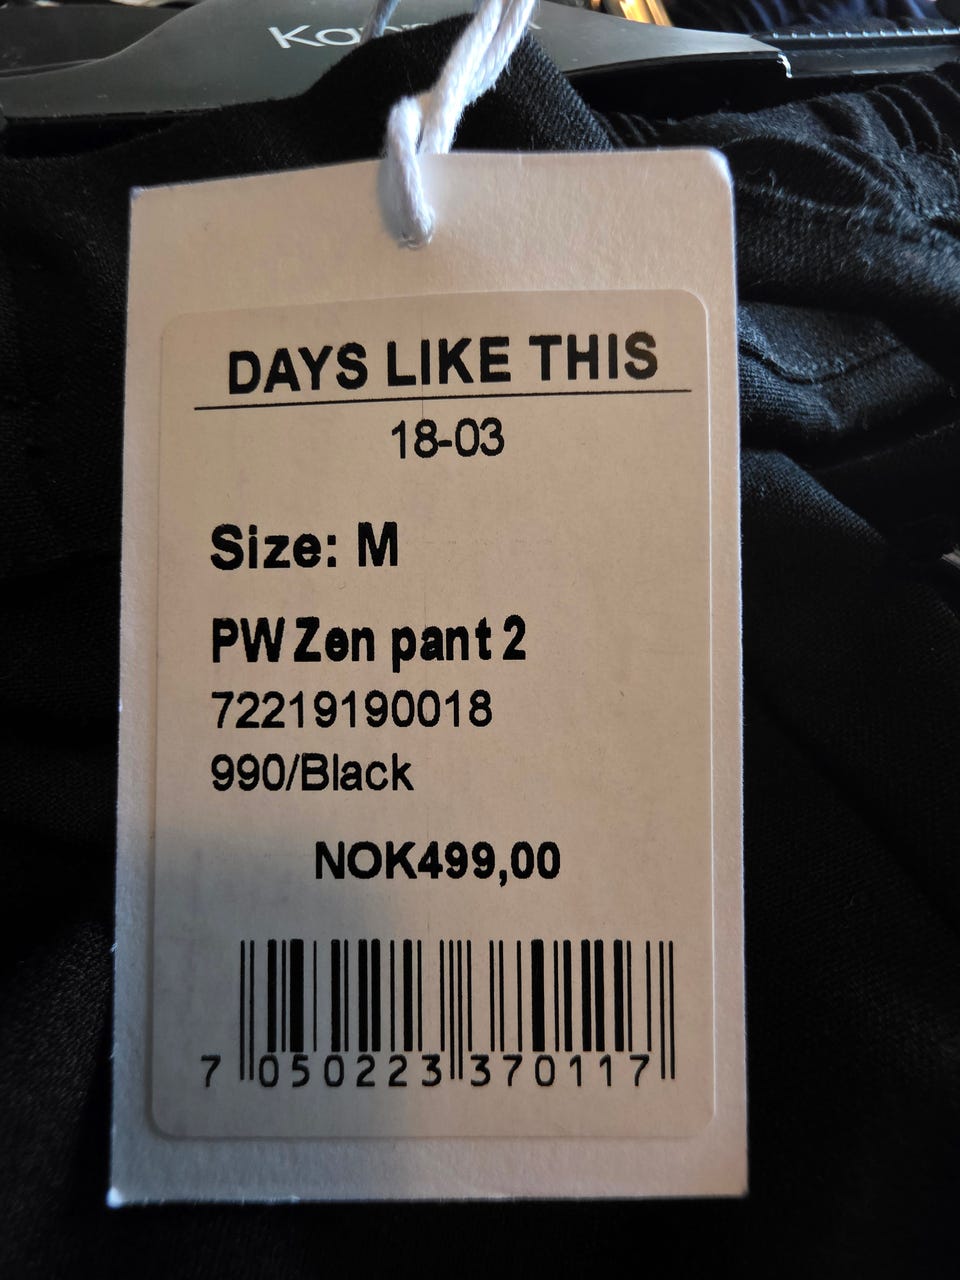 DAYS LIKE THIS
18-03
Size: M
PW Zen pant 2
72219190018
990/Black
NOK499,00
7 050223 370117